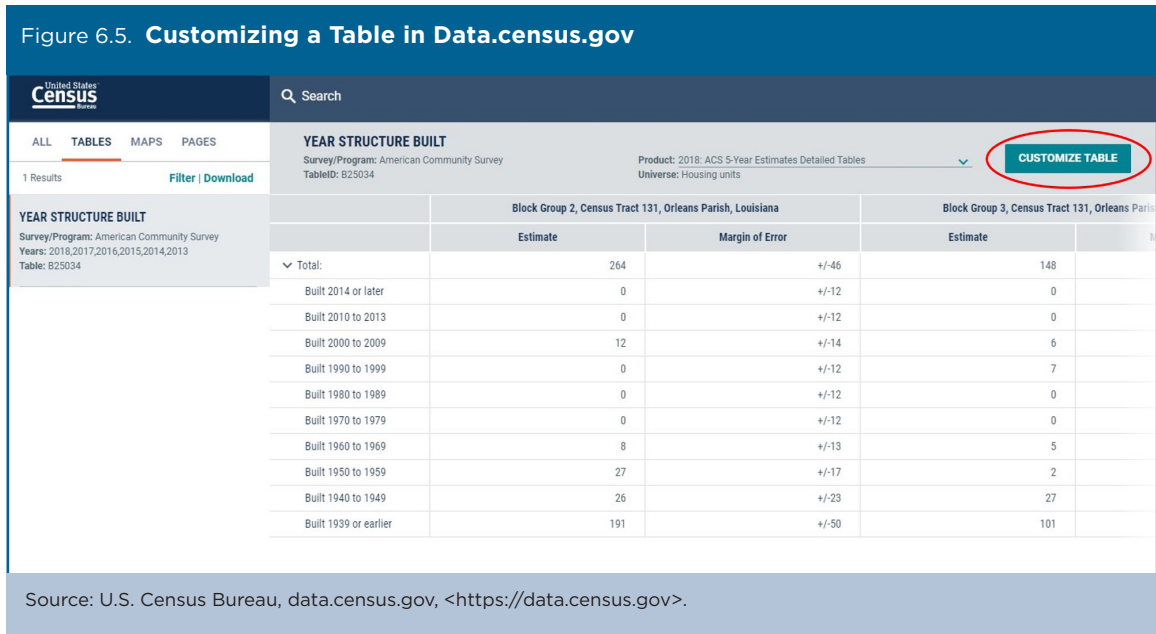 Figure 6.5. Customizing a Table in Data.census.gov
United States®
Census
Bureau
Search
ALL TABLES MAPS PAGES
1 Results Filter | Download
YEAR STRUCTURE BUILT
Survey/Program: American Community Survey
Years: 2018,2017,2016,2015,2014,2013
Table: B25034
YEAR STRUCTURE BUILT
Survey/Program: American Community Survey
TableID: B25034
Product: 2018: ACS 5-Year Estimates Detailed Tables
Universe: Housing units
CUSTOMIZE TABLE
Block Group 2, Census Tract 131, Orleans Parish, Louisiana Block Group 3, Census Tract 131, Orleans Paris
Estimate Margin of Error Estimate M
Total: 264 +/-46 148
Built 2014 or later 0 +/-12 0
Built 2010 to 2013 0 +/-12 0
Built 2000 to 2009 12 +/-14 6
Built 1990 to 1999 0 +/-12 7
Built 1980 to 1989 0 +/-12 0
Built 1970 to 1979 0 +/-12 0
Built 1960 to 1969 8 +/-13 5
Built 1950 to 1959 27 +/-17 2
Built 1940 to 1949 26 +/-23 27
Built 1939 or earlier 191 +/-50 101
Source: U.S. Census Bureau, data.census.gov, <https://data.census.gov>.